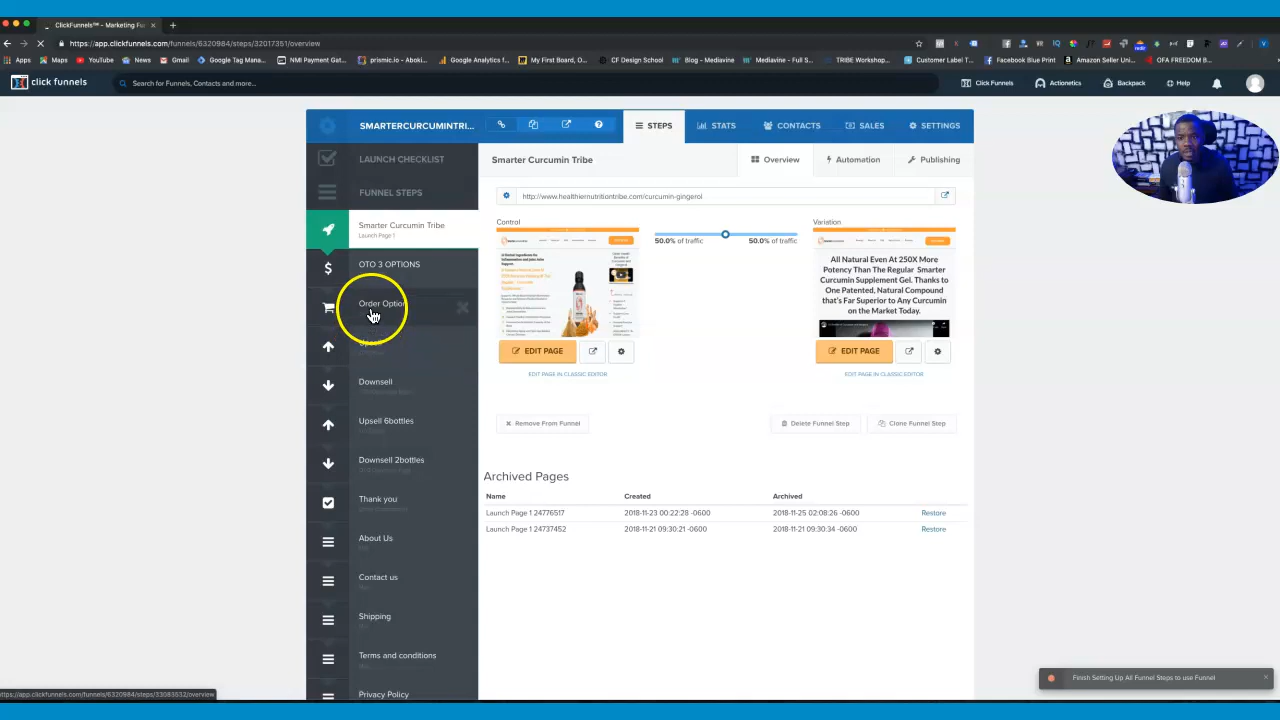 ClickFunnels™ - Marketing Fu
https://app.clickfunnels.com/funnels/6320984/steps/32017351/overview
Apps Maps YouTube News Gmail Google Tag Mana... NMI Payment Gat... prismic.io - Aboki... Google Analytics f... My First Board, O... CF Design School Blog - Mediavine Mediavine - Full S... TRIBE Workshop... Customer Label T... Facebook Blue Print Amazon Seller Uni... OFA FREEDOM B...
click funnels Search for Funnels, Contacts and more... Click Funnels Actionetics Backpack Help
SMARTERCURCUMINTRI... STEPS STATS CONTACTS SALES SETTINGS
LAUNCH CHECKLIST
FUNNEL STEPS
Smarter Curcumin Tribe
Launch Page 1
OTO 3 OPTIONS
Order Option
Upsell
Downsell
Upsell 6bottles
Downsell 2bottles
Thank you
About Us
Contact us
Shipping
Terms and conditions
Privacy Policy
Smarter Curcumin Tribe Overview Automation Publishing
http://www.healthiernutritiontribe.com/curcumin-gingerol
Control Variation
50.0% of traffic 50.0% of traffic
All Natural Even At 250X More
Potency Than The Regular Smarter
Curcumin Supplement Gel. Thanks to
One Patented, Natural Compound
that's Far Superior to Any Curcumin
on the Market Today.
EDIT PAGE EDIT PAGE
EDIT PAGE IN CLASSIC EDITOR EDIT PAGE IN CLASSIC EDITOR
Remove From Funnel Delete Funnel Step Clone Funnel Step
Archived Pages
Name Created Archived
Launch Page 1 24776517 2018-11-23 00:22:28 -0600 2018-11-25 02:08:26 -0600 Restore
Launch Page 1 24737452 2018-11-21 09:30:21 -0600 2018-11-21 09:30:34 -0600 Restore
Finish Setting Up All Funnel Steps to use Funnel
https://app.clickfunnels.com/funnels/6320984/steps/33083532/overview